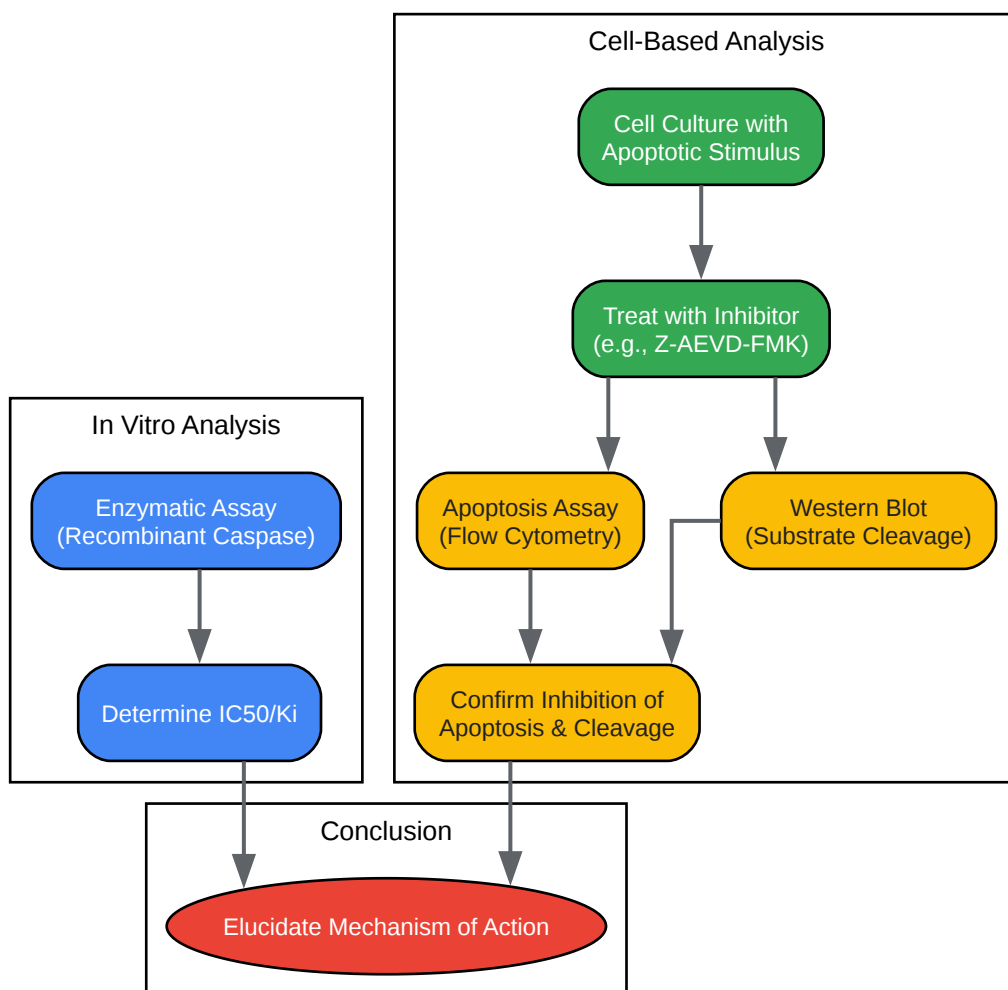 Cell-Based Analysis
Cell Culture with
Apoptotic Stimulus
Treat with Inhibitor
(e.g., Z-AEVD-FMK)
In Vitro Analysis
Enzymatic Assay
(Recombinant Caspase)
Apoptosis Assay
(Flow Cytometry)
Western Blot
(Substrate Cleavage)
Determine IC50/Ki
Confirm Inhibition of
Apoptosis & Cleavage
Conclusion
Elucidate Mechanism of Action